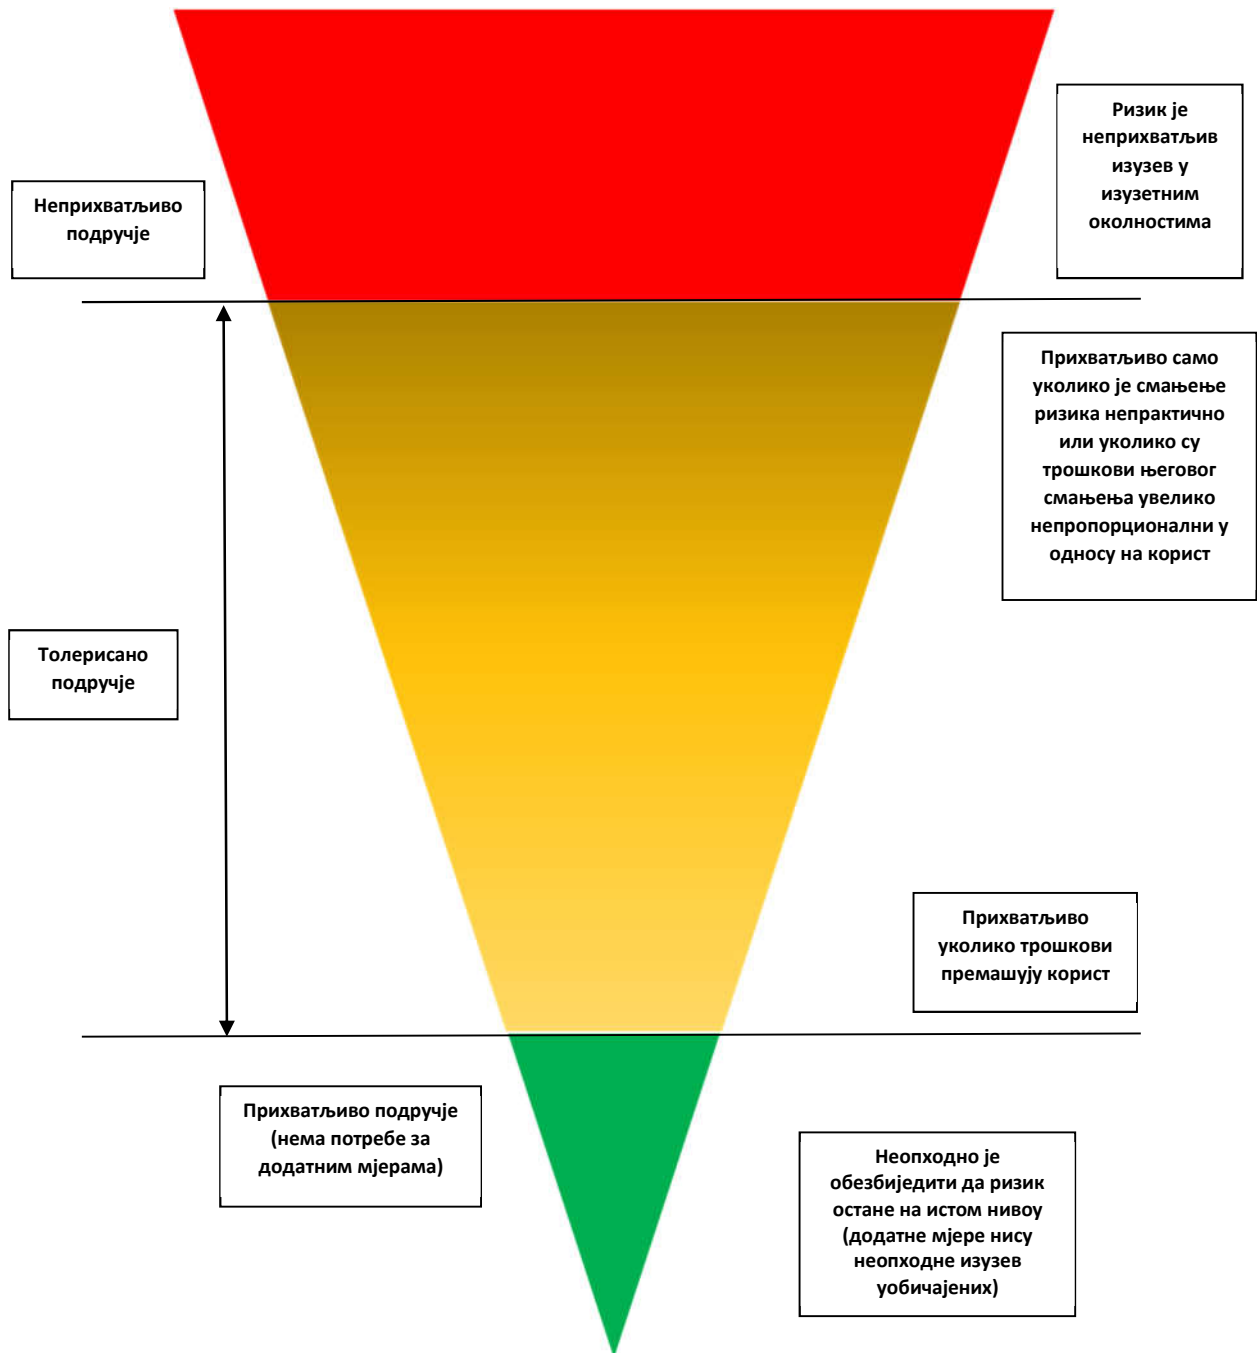 Ризик је
неприхватљив
изузев у
изузетним
околностима
Неприхватљиво
подручје
Прихватљиво само
уколико је смањење
ризика непрактично
или уколико су
трошкови његовог
смањења увелико
непропорционални у
односу на корист
Толерисано
подручје
Прихватљиво
уколико трошкови
премашују корист
Прихватљиво подручје
(нема потребе за
додатним мјерама)
Неопходно је
обезбиједити да ризик
остане на истом нивоу
(додатне мјере нису
неопходне изузев
уобичајених)